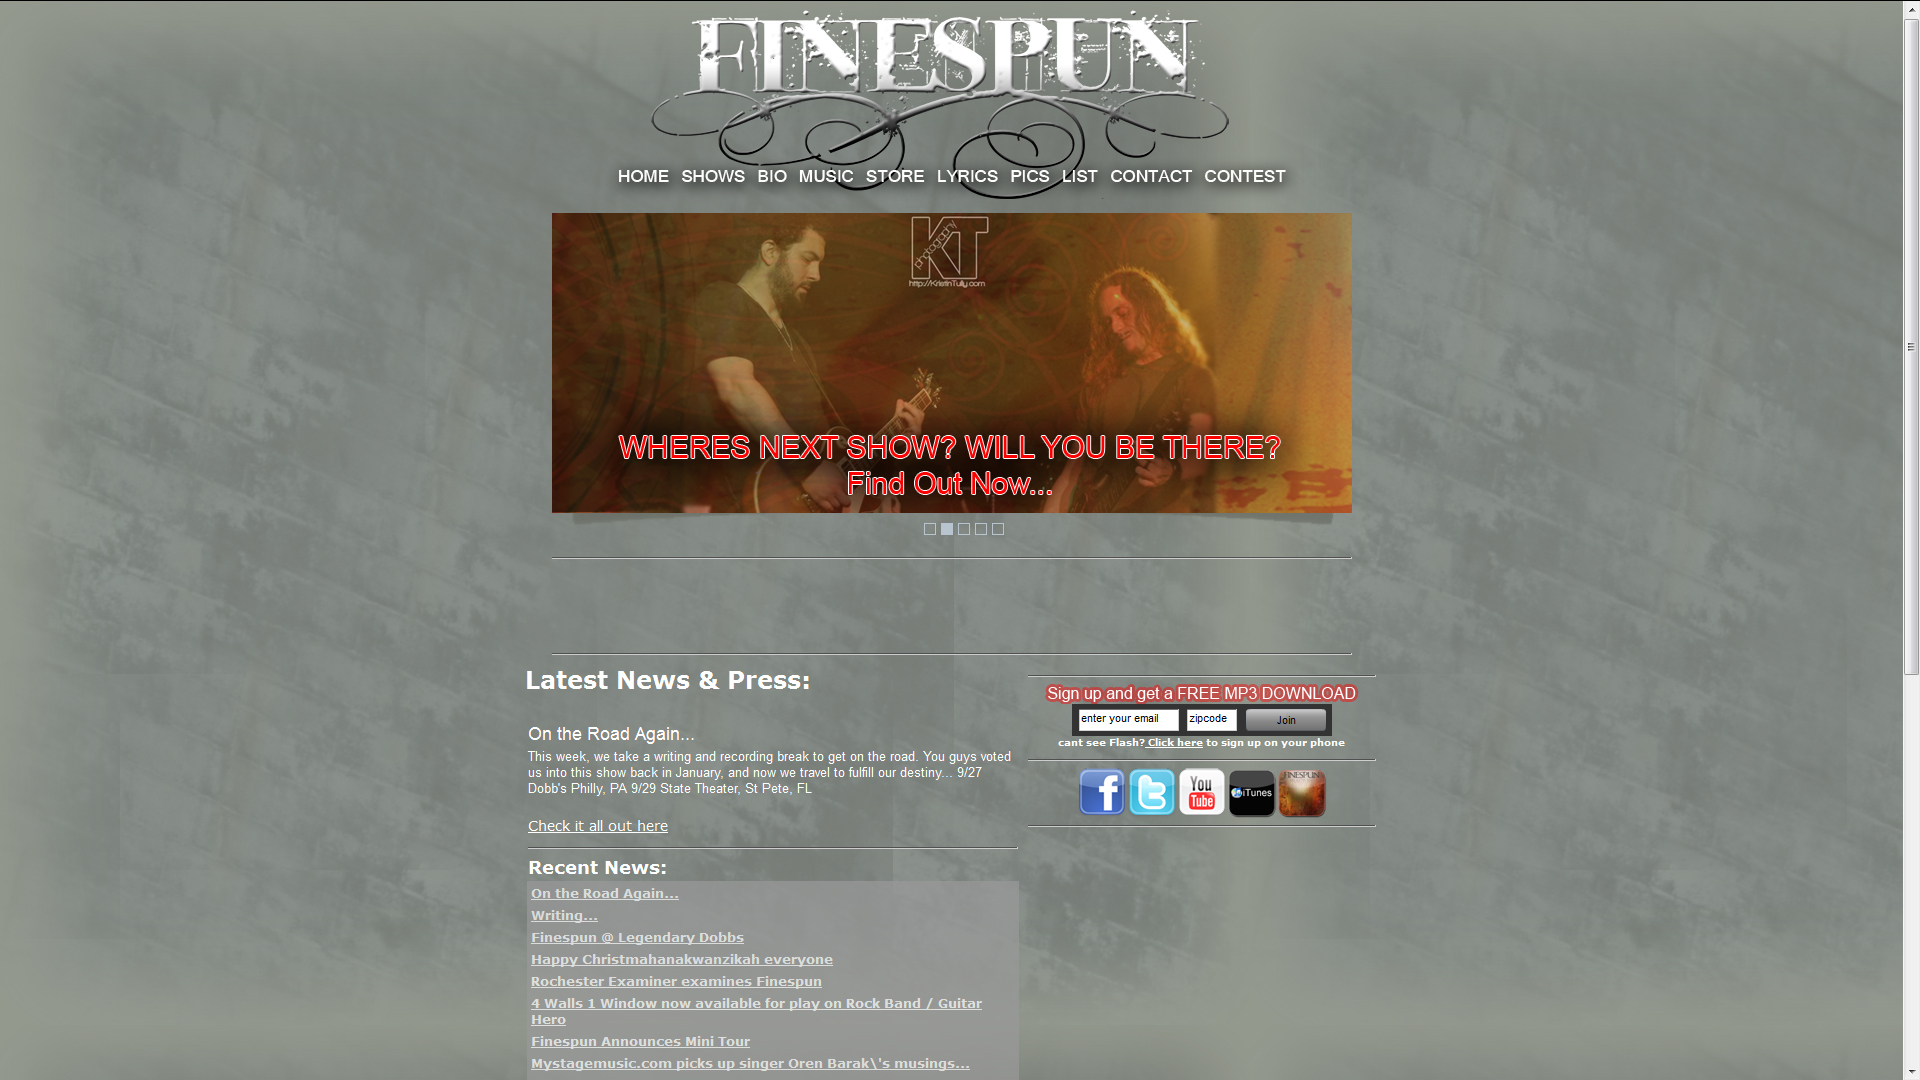 FINESPUN
HOME SHOWS BIO MUSIC STORE LYRICS PICS LIST CONTACT CONTEST
KT
photography
http://KristinTully.com
WHERES NEXT SHOW? WILL YOU BE THERE?
Find Out Now...
Latest News & Press:
On the Road Again...
This week, we take a writing and recording break to get on the road. You guys voted
us into this show back in January, and now we travel to fulfill our destiny... 9/27
Dobb's Philly, PA 9/29 State Theater, St Pete, FL
Check it all out here
Recent News:
On the Road Again...
Writing...
Finespun @ Legendary Dobbs
Happy Christmahanakwanzikah everyone
Rochester Examiner examines Finespun
4 Walls 1 Window now available for play on Rock Band / Guitar
Hero
Finespun Announces Mini Tour
Mystagemusic.com picks up singer Oren Barak\'s musings...
Sign up and get a FREE MP3 DOWNLOAD
enter your email zipcode Join
cant see Flash? Click here to sign up on your phone
f t You Tube iTunes FINESPUN